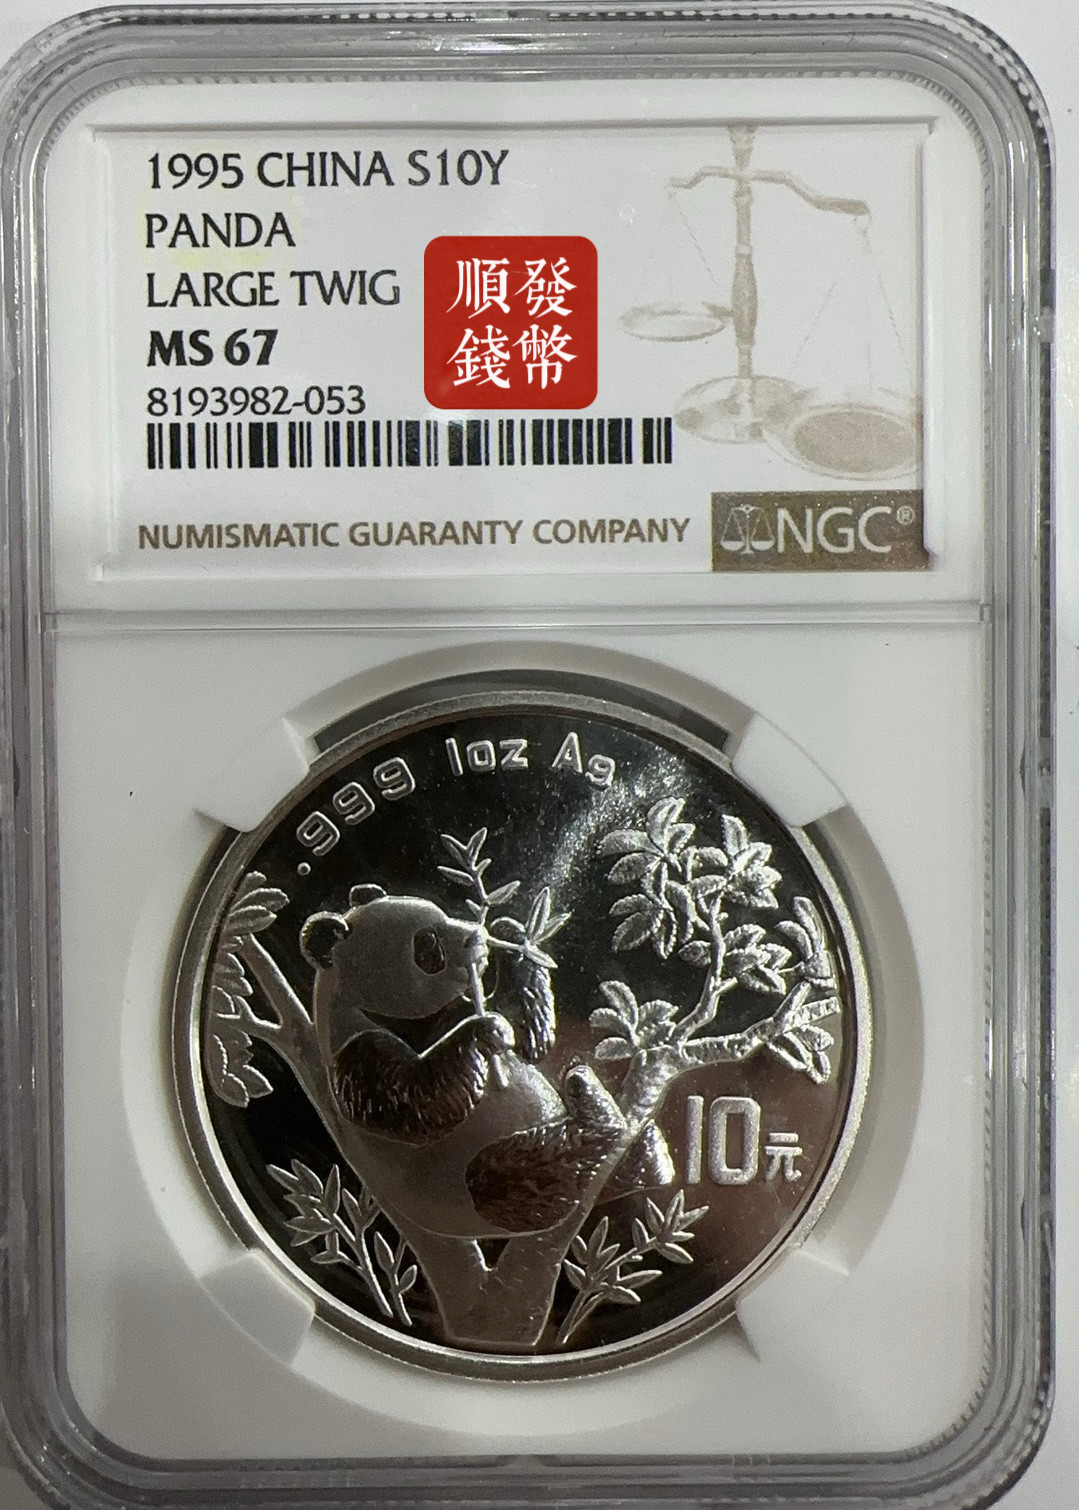 1995 CHINA S10Y
PANDA
LARGE TWIG
MS 67
8193982-053
順發
錢幣
NUMISMATIC GUARANTY COMPANY
NGC®
.999 1oz Ag
10元